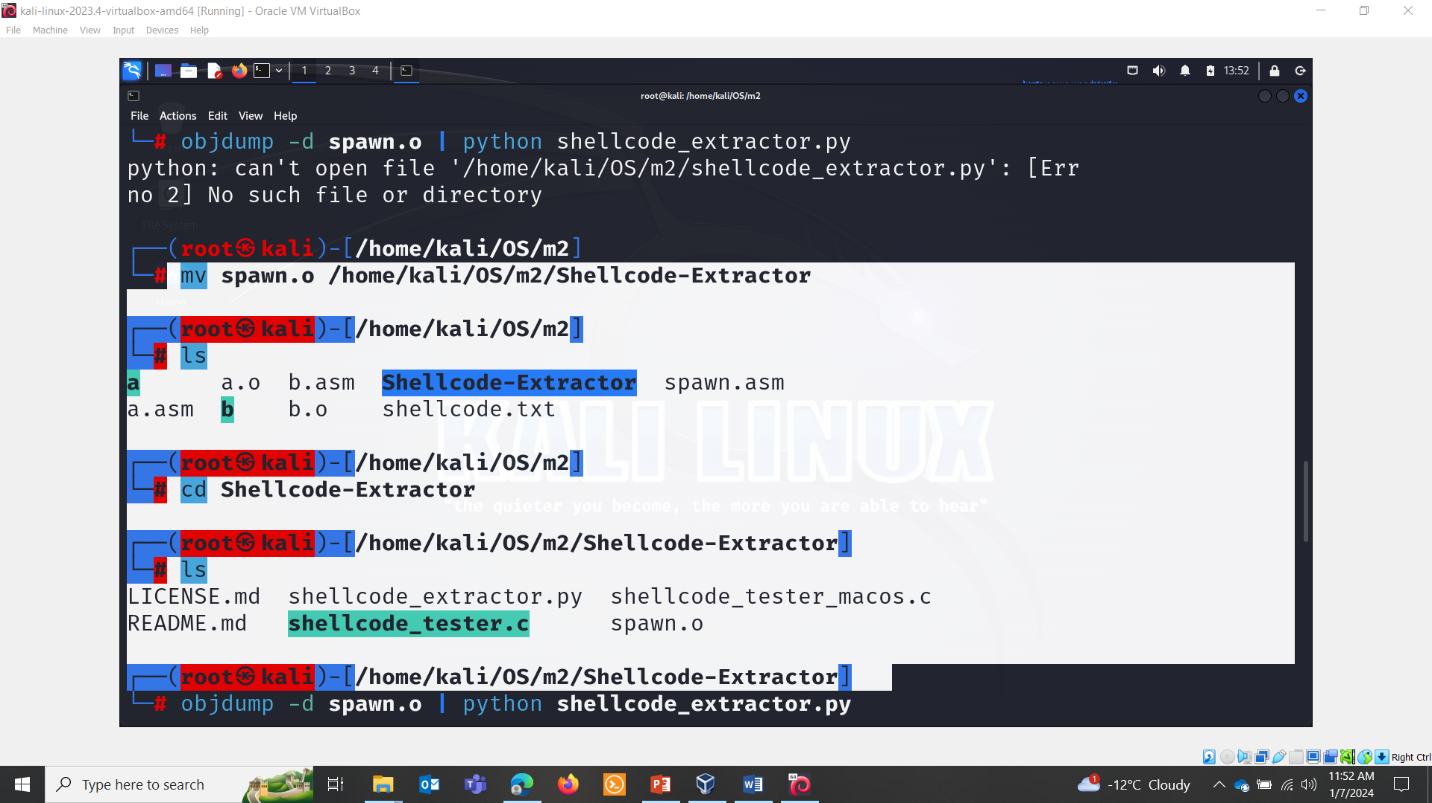 kali-linux-2023.4-virtualbox-amd64 [Running] - Oracle VM VirtualBox
File Machine View Input Devices Help
1 2 3 4 13:52
root@kali: /home/kali/OS/m2
File Actions Edit View Help
└─# objdump -d spawn.o | python shellcode_extractor.py
python: can't open file '/home/kali/OS/m2/shellcode_extractor.py': [Err
no 2] No such file or directory
File System
┌──(root㉿kali)-[/home/kali/OS/m2]
└─# mv spawn.o /home/kali/OS/m2/Shellcode-Extractor
Home
┌──(root㉿kali)-[/home/kali/OS/m2]
└─# ls
a a.o b.asm Shellcode-Extractor spawn.asm
a.asm b b.o shellcode.txt
KALI LINUX
┌──(root㉿kali)-[/home/kali/OS/m2]
└─# cd Shellcode-Extractor
"the quieter you become, the more you are able to hear"
┌──(root㉿kali)-[/home/kali/OS/m2/Shellcode-Extractor]
└─# ls
LICENSE.md shellcode_extractor.py shellcode_tester_macos.c
README.md shellcode_tester.c spawn.o
┌──(root㉿kali)-[/home/kali/OS/m2/Shellcode-Extractor]
└─# objdump -d spawn.o | python shellcode_extractor.py
Right Ctrl
Type here to search
1 -12°C Cloudy
11:52 AM
1/7/2024